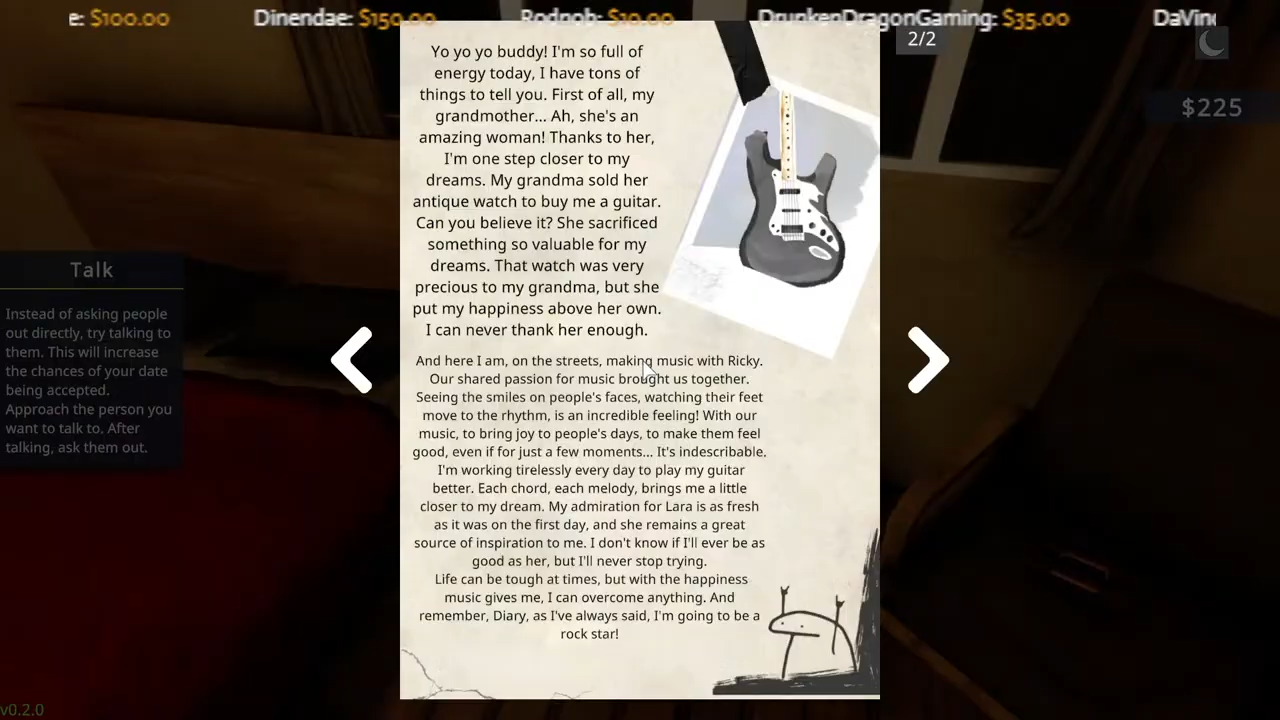 e: $100.00 Dinendae: $150.00 Rodnob: $10.00 DrunkenDragonGaming: $35.00 DaVinc
2/2
$225
Yo yo yo buddy! I'm so full of
energy today, I have tons of
things to tell you. First of all, my
grandmother... Ah, she's an
amazing woman! Thanks to her,
I'm one step closer to my
dreams. My grandma sold her
antique watch to buy me a guitar.
Can you believe it? She sacrificed
something so valuable for my
dreams. That watch was very
precious to my grandma, but she
put my happiness above her own.
I can never thank her enough.
And here I am, on the streets, making music with Ricky.
Our shared passion for music brought us together.
Seeing the smiles on people's faces, watching their feet
move to the rhythm, is an incredible feeling! With our
music, to bring joy to people's days, to make them feel
good, even if for just a few moments... It's indescribable.
I'm working tirelessly every day to play my guitar
better. Each chord, each melody, brings me a little
closer to my dream. My admiration for Lara is as fresh
as it was on the first day, and she remains a great
source of inspiration to me. I don't know if I'll ever be as
good as her, but I'll never stop trying.
Life can be tough at times, but with the happiness
music gives me, I can overcome anything. And
remember, Diary, as I've always said, I'm going to be a
rock star!
Talk
Instead of asking people
out directly, try talking to
them. This will increase
the chances of your date
being accepted.
Approach the person you
want to talk to. After
talking, ask them out.
v0.2.0